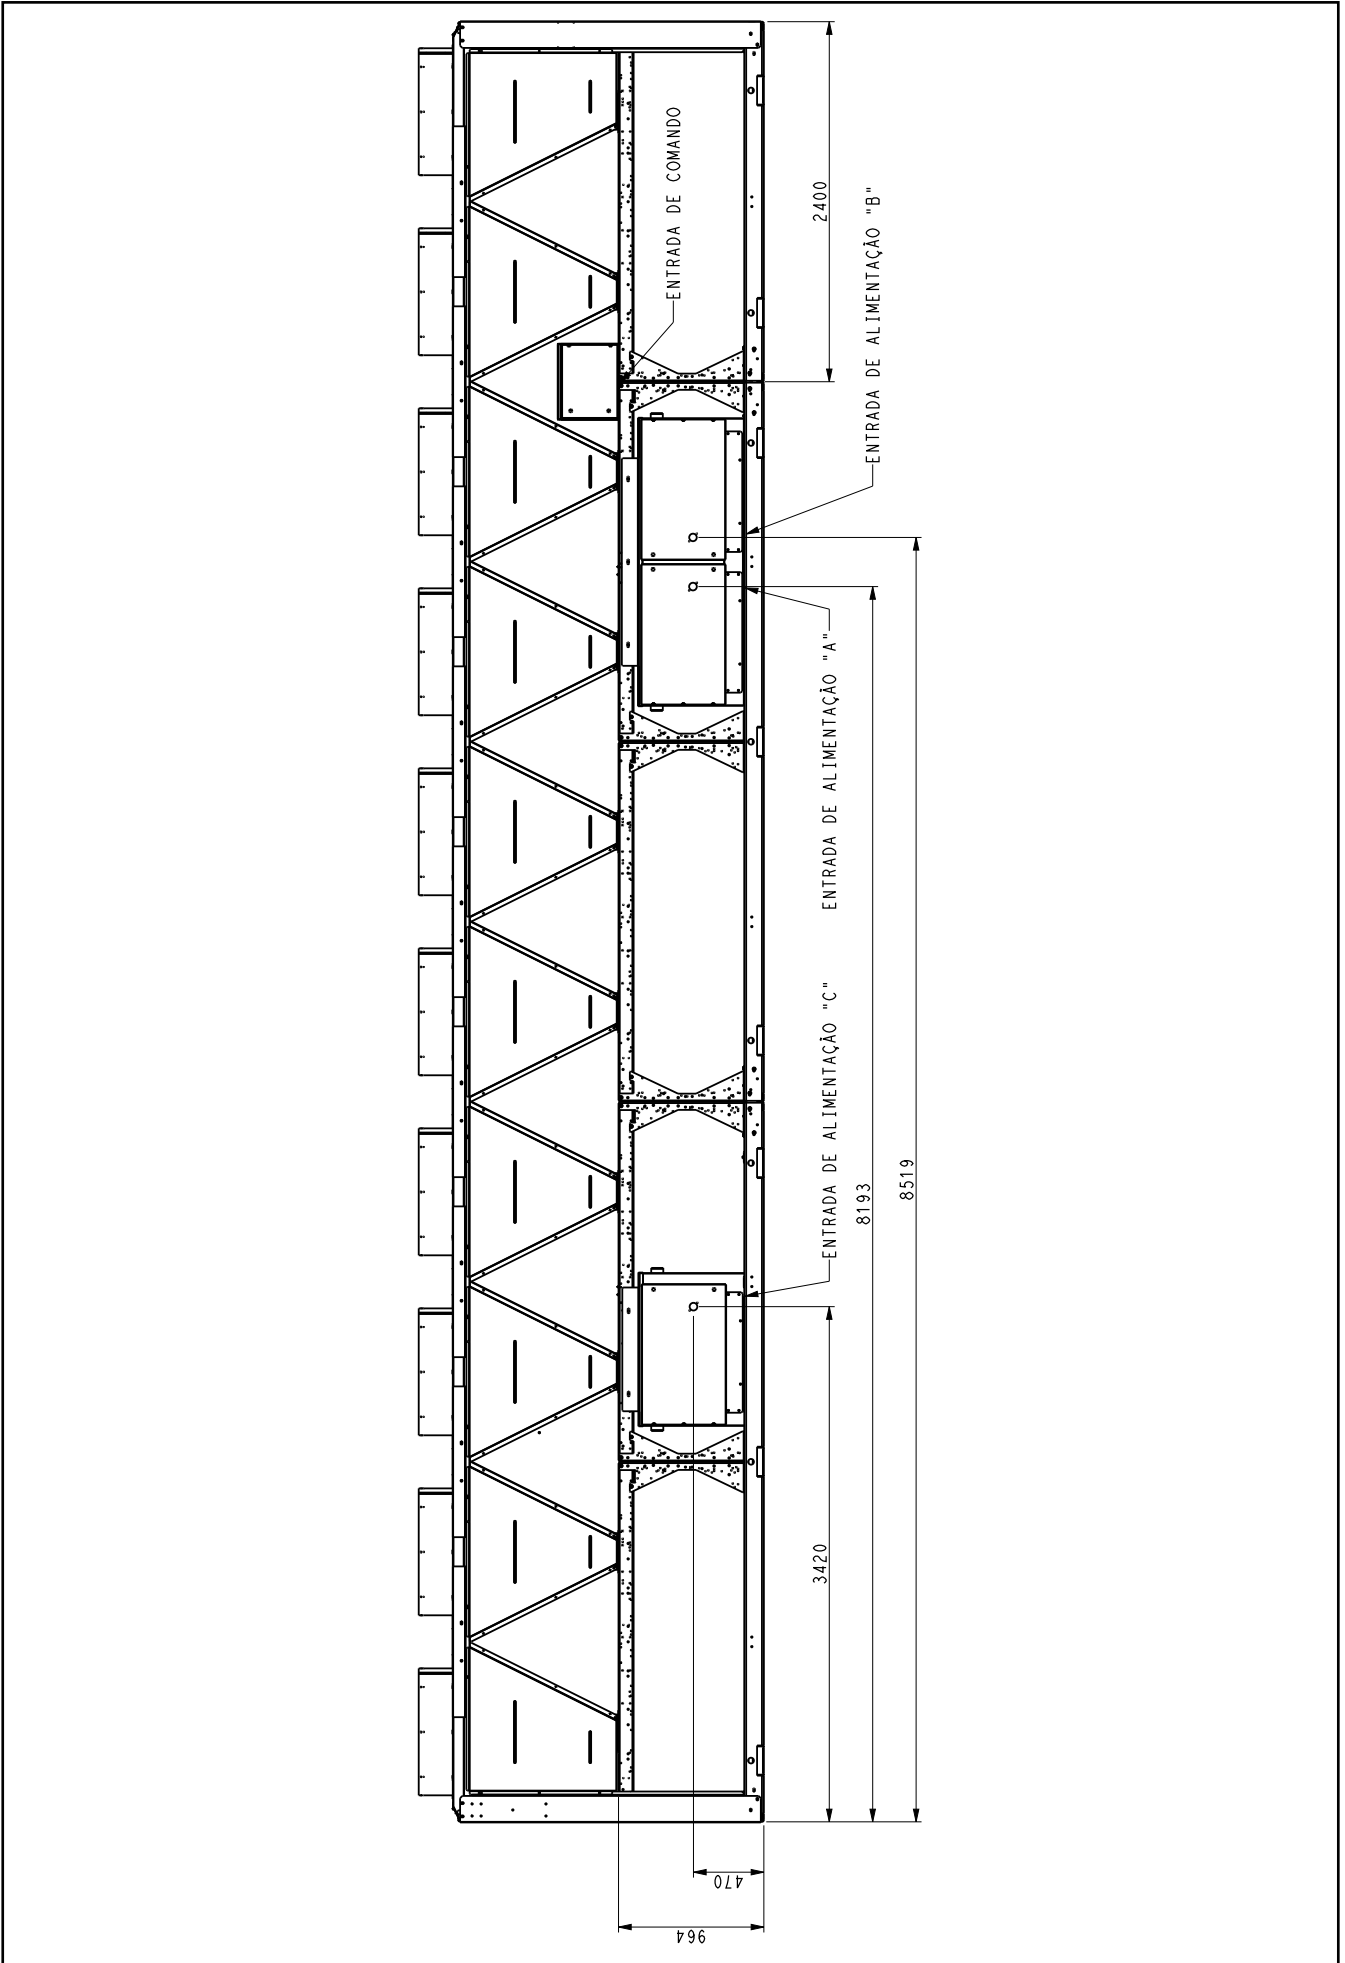 ENTRADA DE COMANDO
2400
ENTRADA DE ALIMENTAÇÃO "B"
ENTRADA DE ALIMENTAÇÃO "A"
ENTRADA DE ALIMENTAÇÃO "C"
8193
8519
3420
470
964